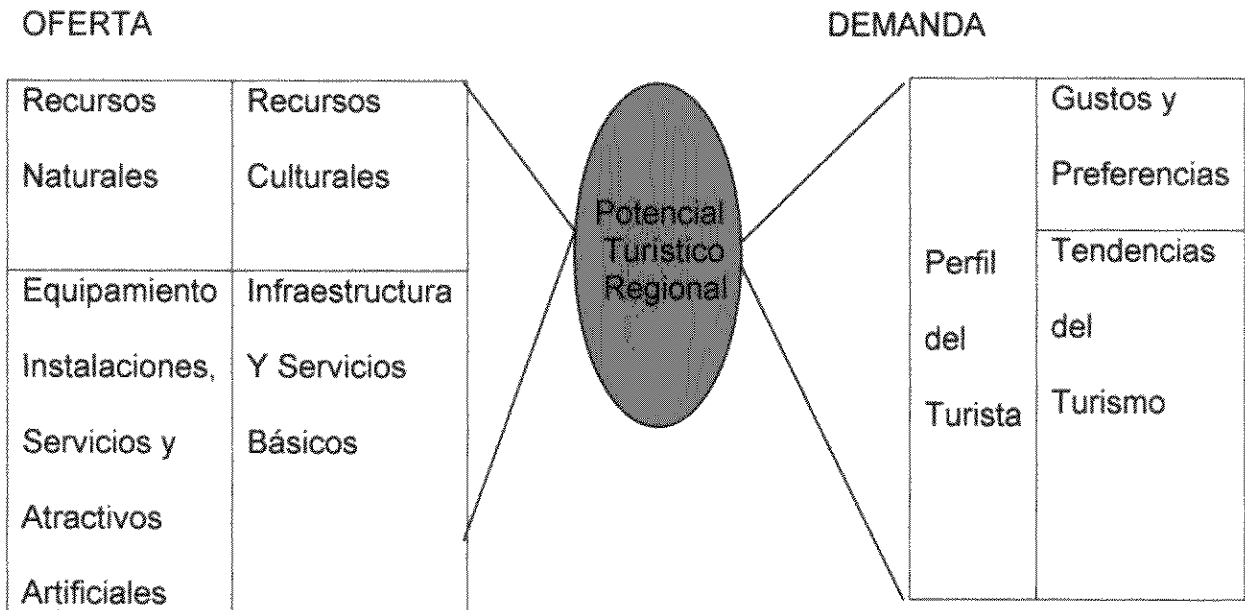 OFERTA
DEMANDA
Recursos
Naturales
Recursos
Culturales
Equipamiento
Instalaciones,
Servicios y
Atractivos
Artificiales
Infraestructura
Y Servicios
Básicos
Potencial
Turístico
Regional
Perfil
del
Turista
Gustos y
Preferencias
Tendencias
del
Turismo